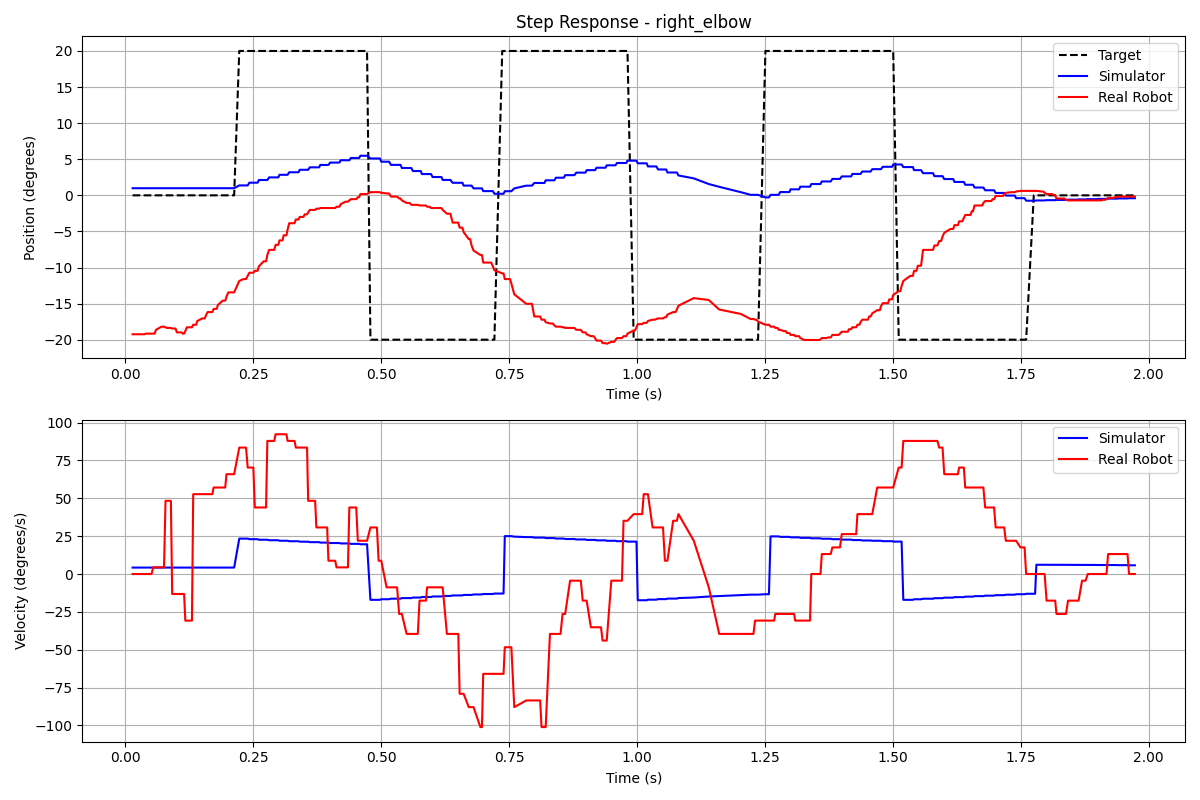 Step Response - right_elbow
Position (degrees)
20
15
10
5
0
−5
−10
−15
−20
Target
Simulator
Real Robot
0.00 0.25 0.50 0.75 1.00 1.25 1.50 1.75 2.00
Time (s)
Velocity (degrees/s)
100
75
50
25
0
−25
−50
−75
−100
Simulator
Real Robot
0.00 0.25 0.50 0.75 1.00 1.25 1.50 1.75 2.00
Time (s)